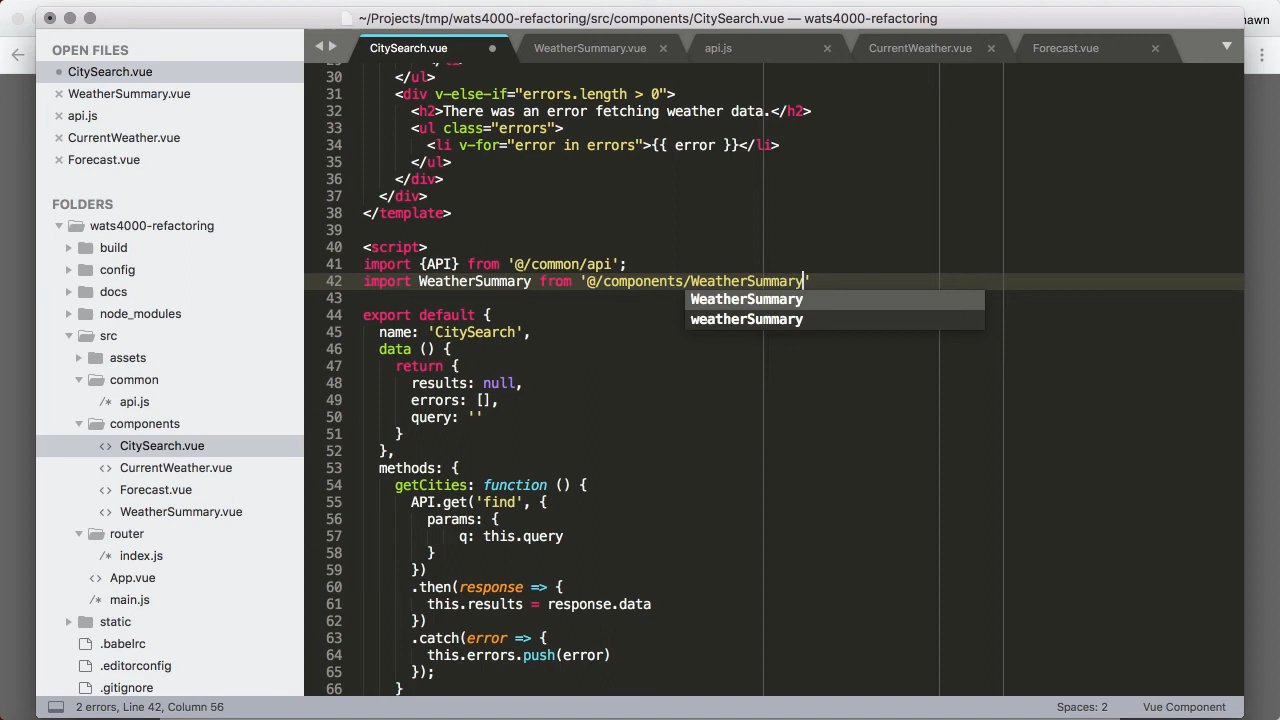 ~/Projects/tmp/wats4000-refactoring/src/components/CitySearch.vue — wats4000-refactoring
awn
OPEN FILES
CitySearch.vue
WeatherSummary.vue
api.js
CurrentWeather.vue
Forecast.vue
FOLDERS
wats4000-refactoring
build
config
docs
node_modules
src
assets
common
/* api.js
components
<> CitySearch.vue
<> CurrentWeather.vue
<> Forecast.vue
<> WeatherSummary.vue
router
/* index.js
<> App.vue
/* main.js
static
.babelrc
.editorconfig
.gitignore
CitySearch.vue
WeatherSummary.vue
api.js
CurrentWeather.vue
Forecast.vue
30 </ul>
31 <div v-else-if="errors.length > 0">
32 <h2>There was an error fetching weather data.</h2>
33 <ul class="errors">
34 <li v-for="error in errors">{{ error }}</li>
35 </ul>
36 </div>
37 </div>
38 </template>
39
40 <script>
41 import {API} from '@/common/api';
42 import WeatherSummary from '@/components/WeatherSummary'
WeatherSummary
weatherSummary
43
44 export default {
45 name: 'CitySearch',
46 data () {
47 return {
48 results: null,
49 errors: [],
50 query: ''
51 }
52 },
53 methods: {
54 getCities: function () {
55 API.get('find', {
56 params: {
57 q: this.query
58 }
59 })
60 .then(response => {
61 this.results = response.data
62 })
63 .catch(error => {
64 this.errors.push(error)
65 });
66 }
2 errors, Line 42, Column 56
Spaces: 2
Vue Component